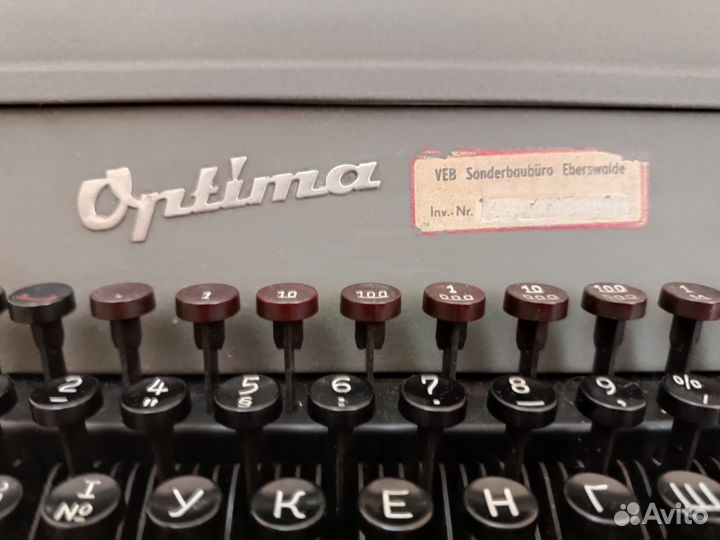 Optima
VEB Sonderbaubüro Eberswalde
Inv.-Nr.
1 10 100 1 000 10 000 100 000 1
2 – 4 " 5 § 6 : 7 . 8 _ 9 , % /
I № У К Е Н Г Ш
Avito